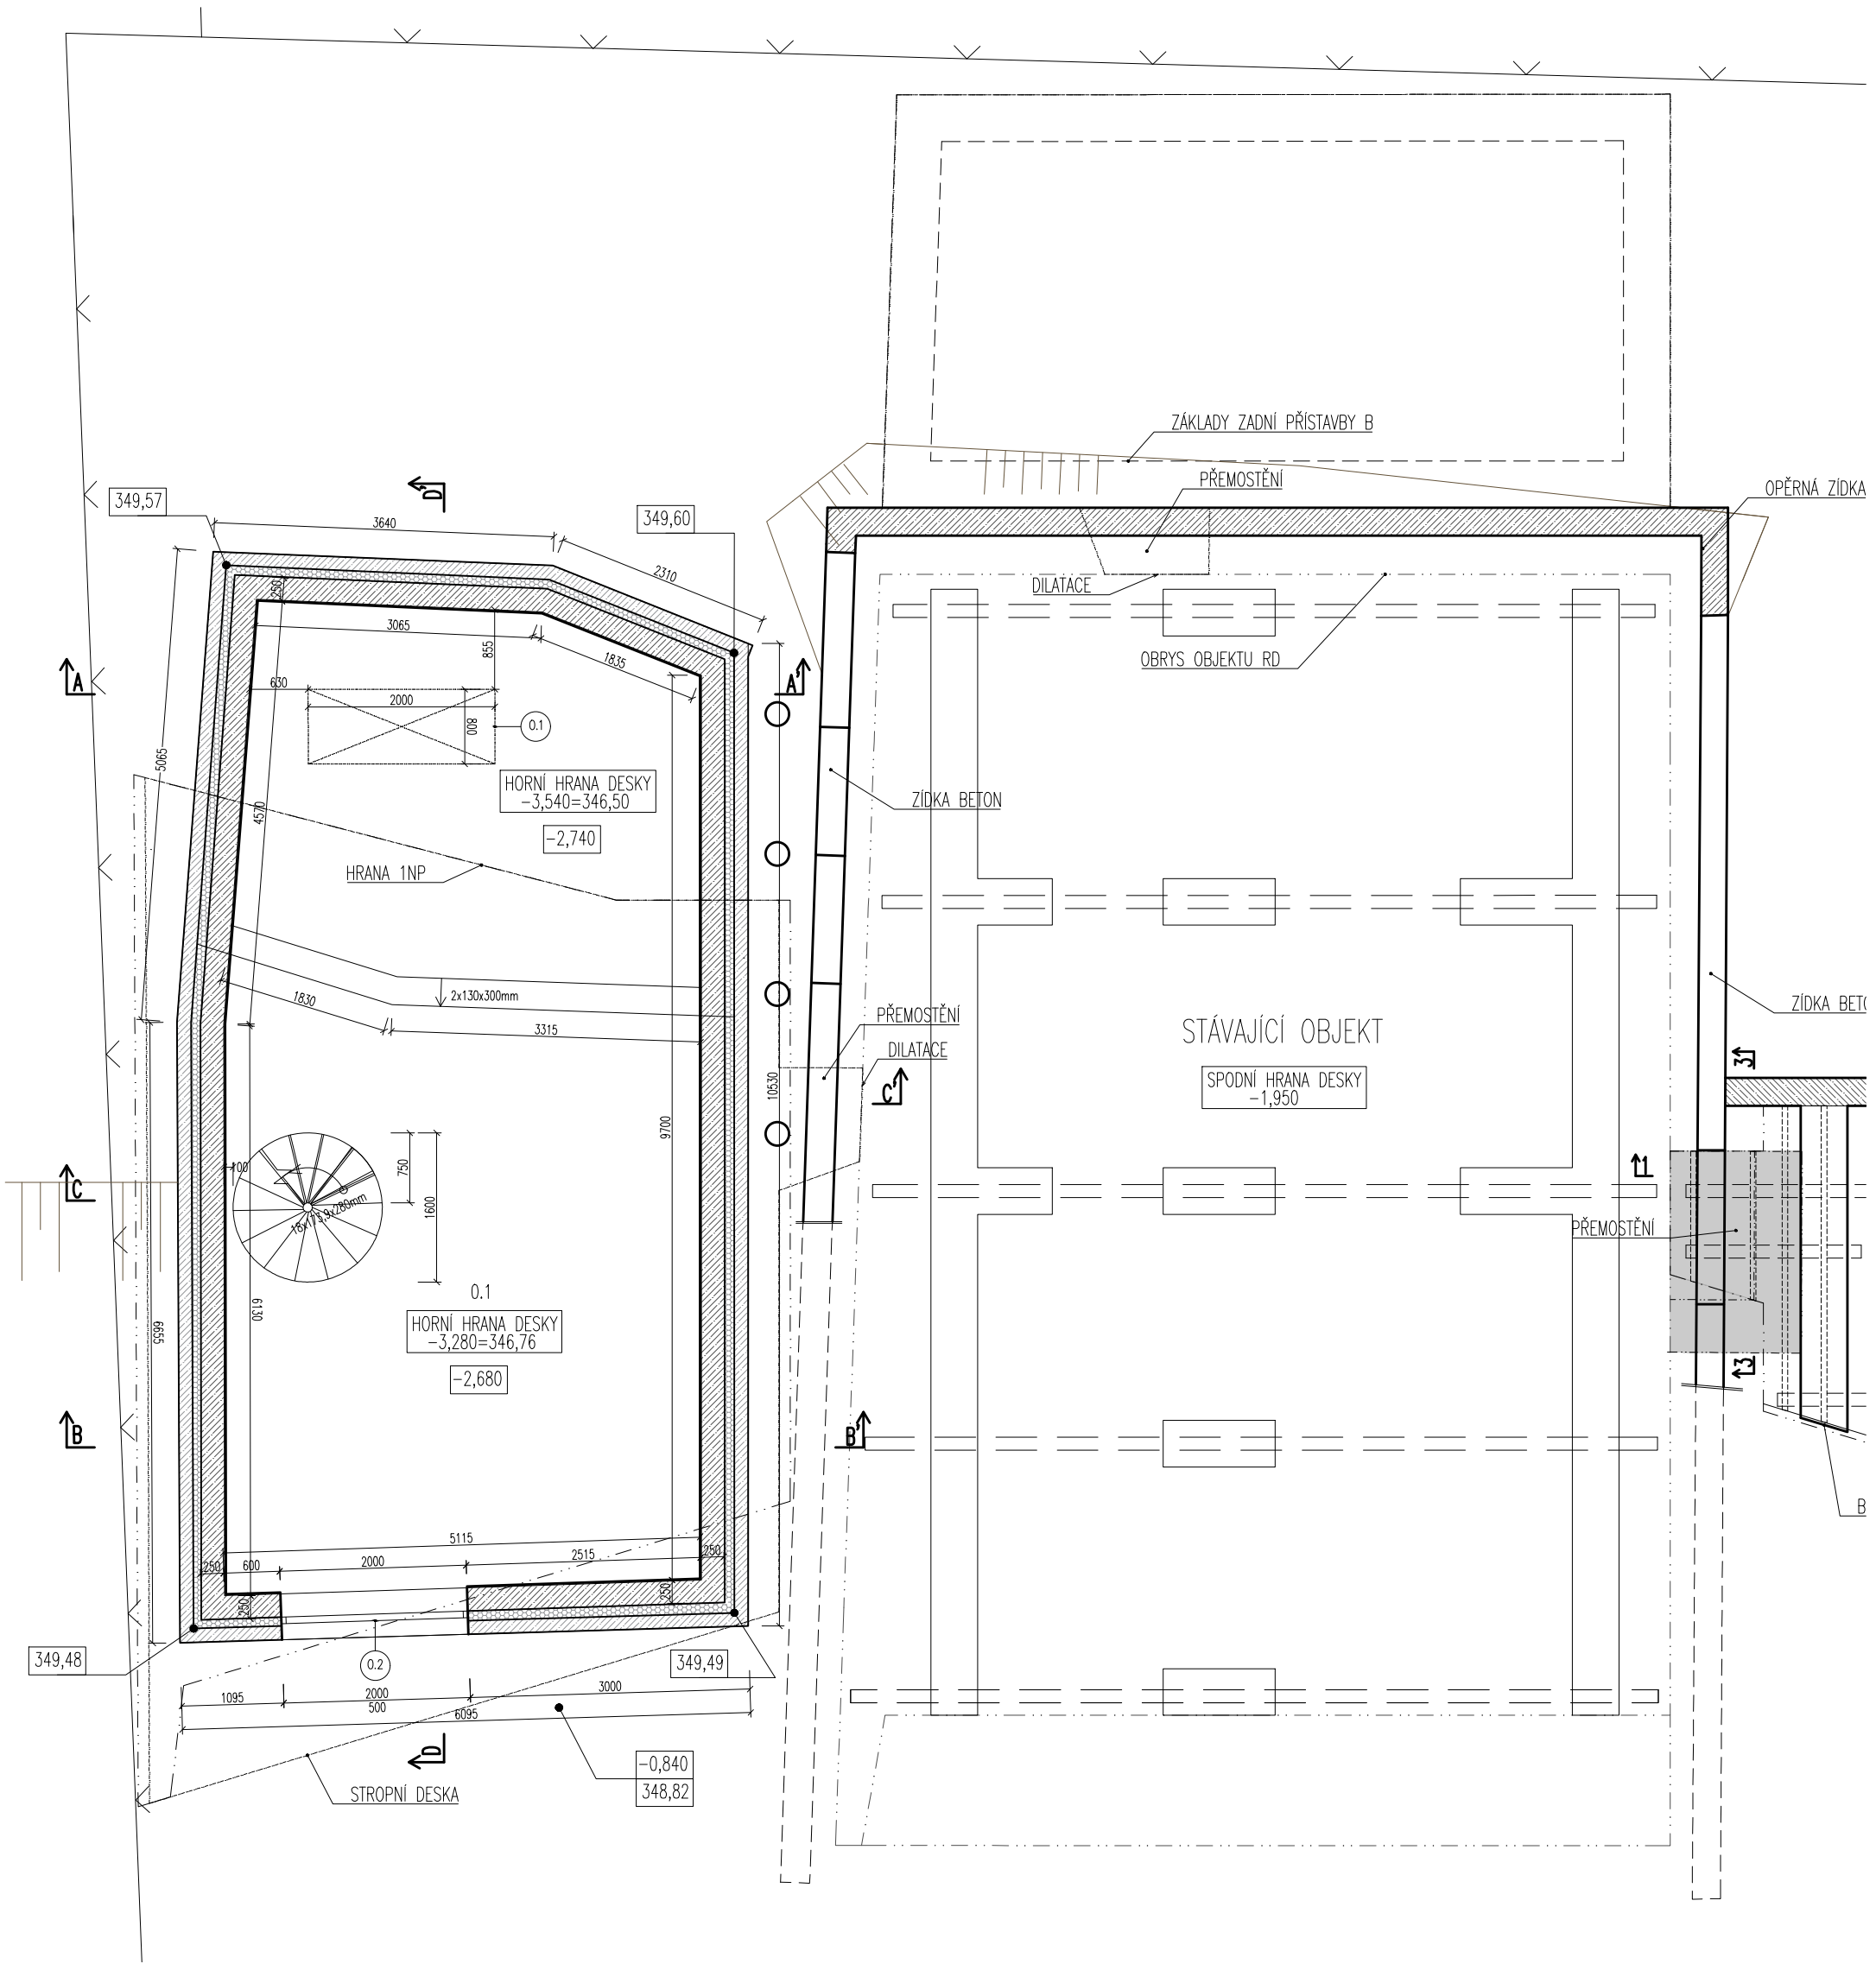 ZÁKLADY ZADNÍ PŘÍSTAVBY B
PŘEMOSTĚNÍ
OPĚRNÁ ZÍDKA
D'
349,57
349,60
3640
2310
250
DILATACE
3065
855
1835
OBRYS OBJEKTU RD
A
A'
630
2000
800
0.1
5065
HORNÍ HRANA DESKY
-3,540=346,50
ZÍDKA BETON
4570
-2,740
HRANA 1NP
2x130x300mm
1830
3315
PŘEMOSTĚNÍ
ZÍDKA BETO
STÁVAJÍCÍ OBJEKT
DILATACE
3'
SPODNÍ HRANA DESKY
-1,950
C'
10530
9700
100
750
1600
C
1
18x173,9x280mm
PŘEMOSTĚNÍ
0.1
6130
6655
HORNÍ HRANA DESKY
-3,280=346,76
3
-2,680
B
B'
B
5115
250
600
2000
2515
250
250
250
349,48
0.2
349,49
1095
2000
3000
500
6095
D
-0,840
348,82
STROPNÍ DESKA